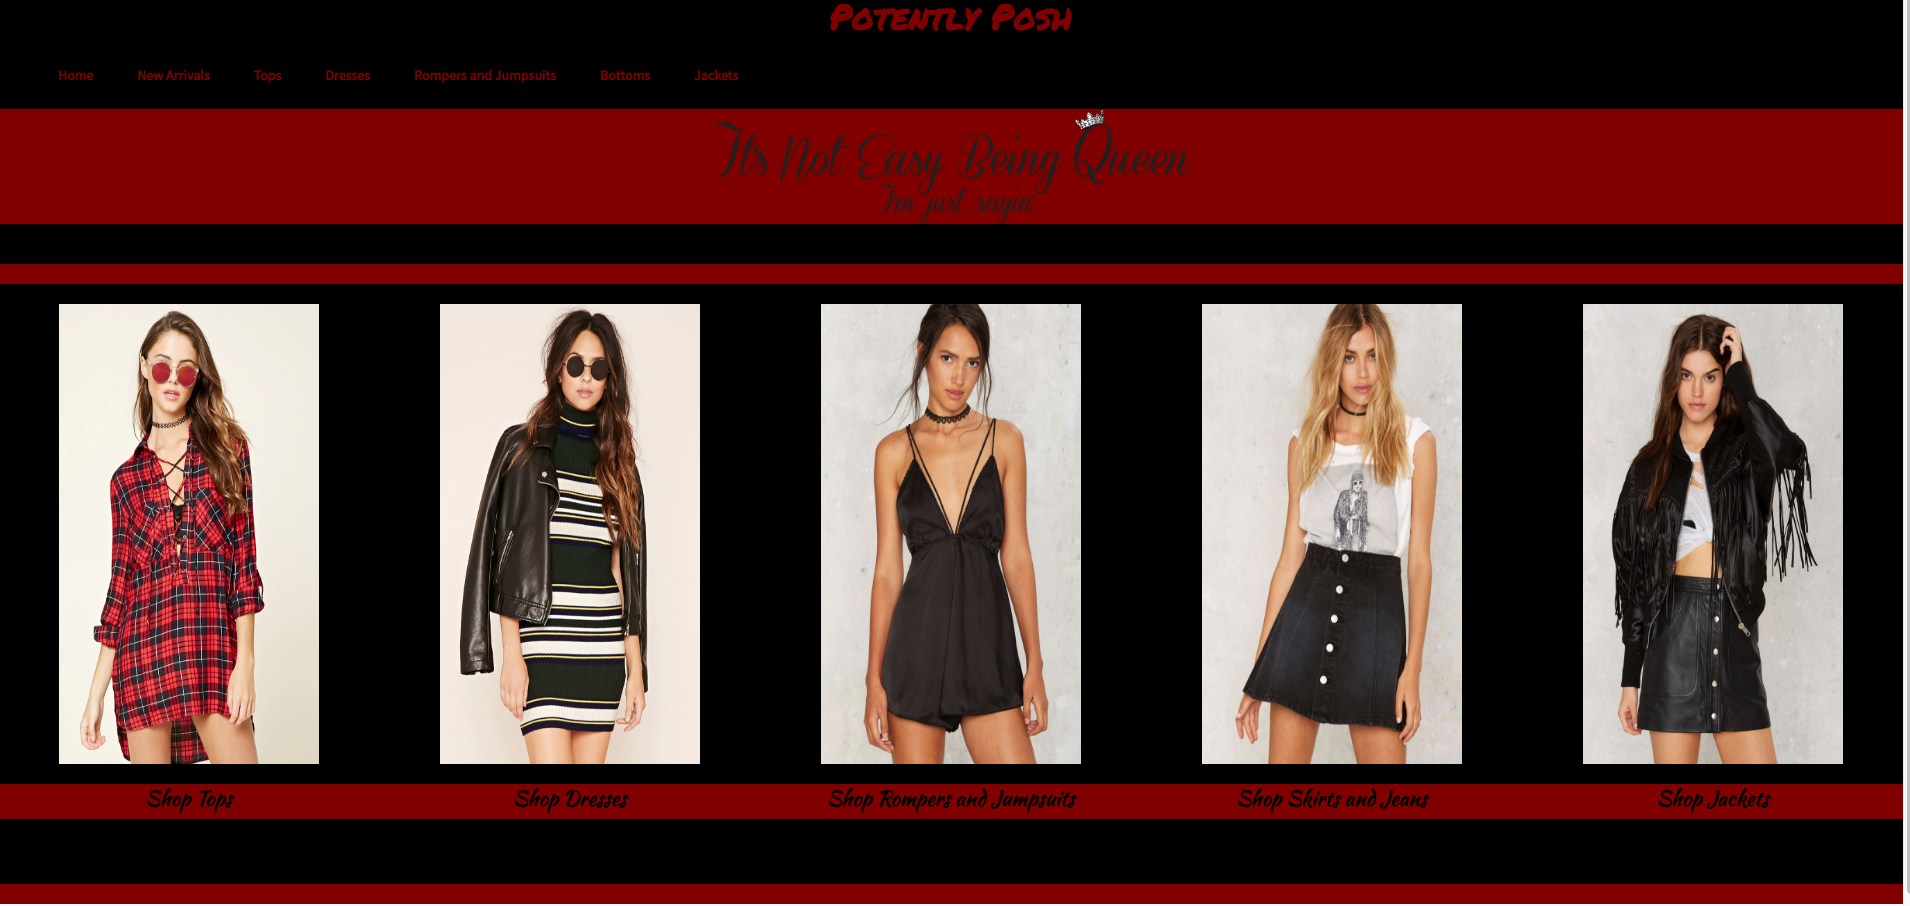 Potently Posh
Home New Arrivals Tops Dresses Rompers and Jumpsuits Bottoms Jackets
It's Not Easy Being Queen
I'm just sayin'
Shop Tops Shop Dresses Shop Rompers and Jumpsuits Shop Skirts and Jeans Shop Jackets